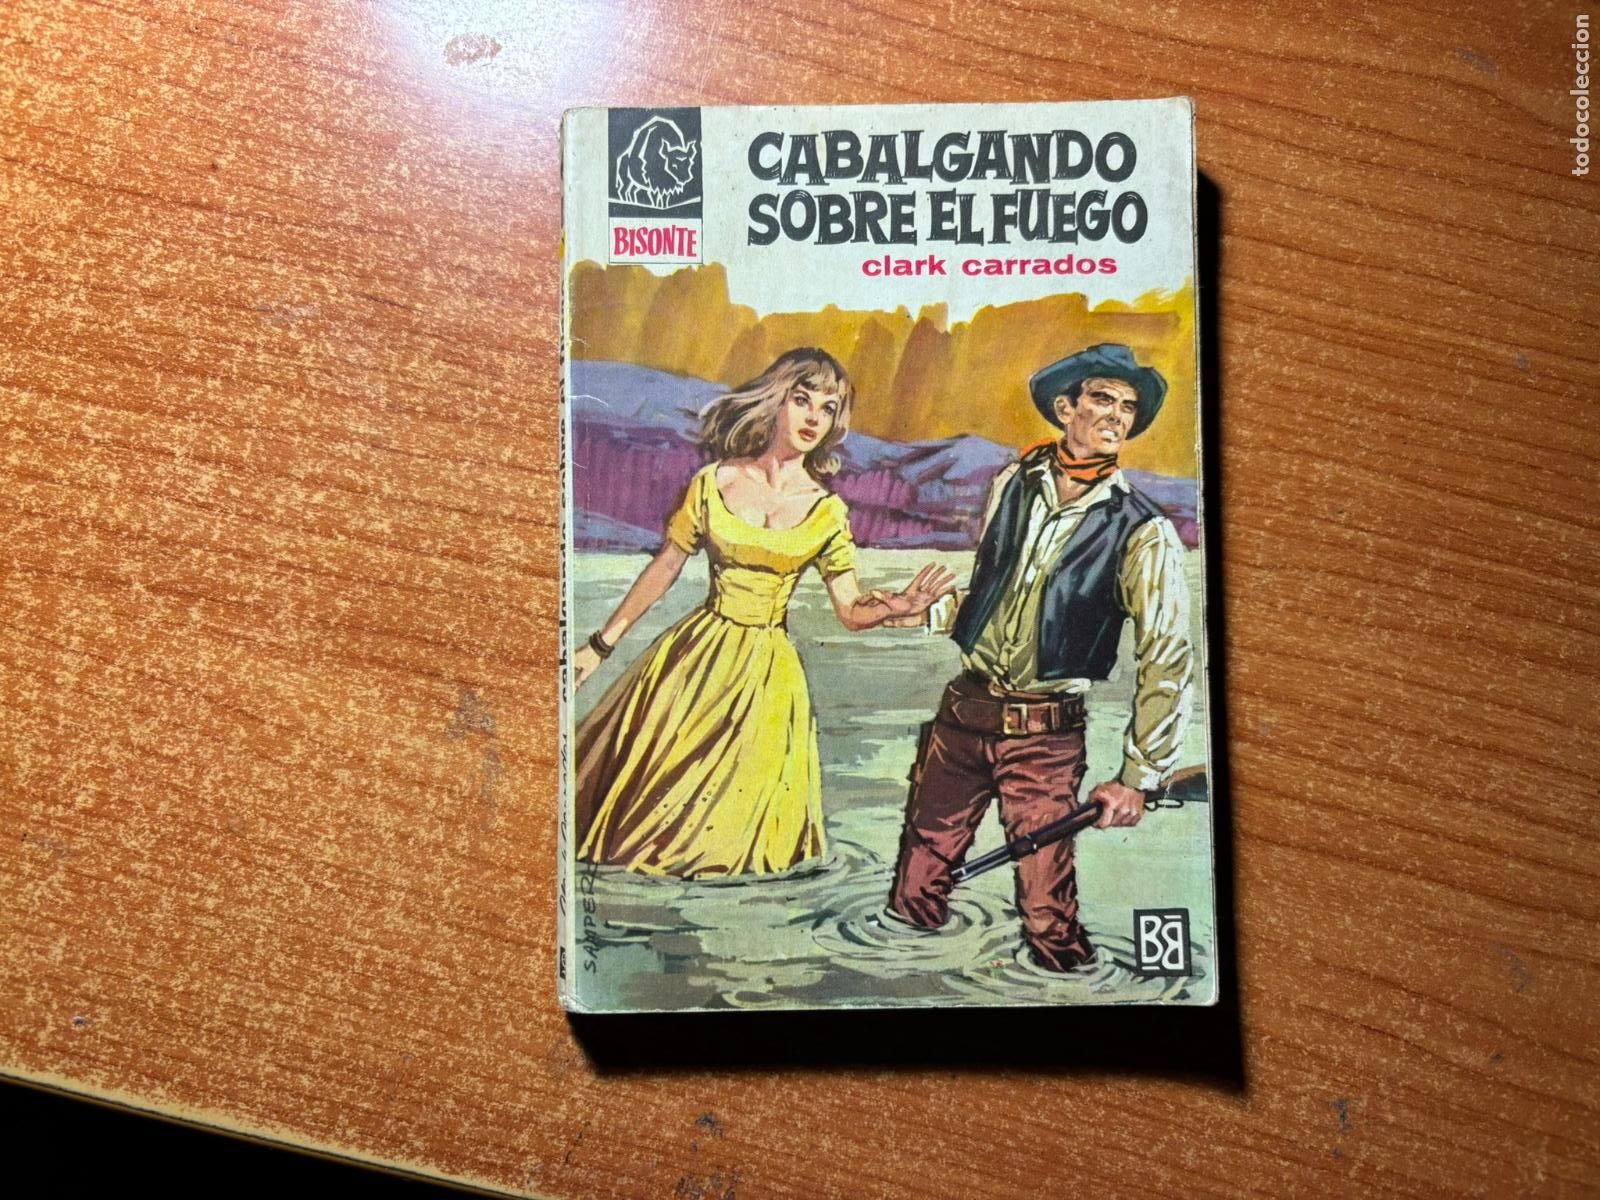 CABALGANDO
SOBRE EL FUEGO
clark carrados
BISONTE
SAMPERE
BB
todocoleccion